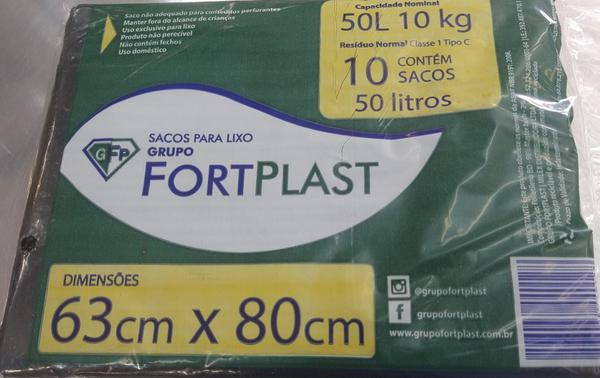 Saco não adequado para conteúdos perfurantes
Manter fora do alcance de crianças
Uso exclusivo para lixo
Produto não perecível
Não contém fechos
Uso doméstico
Capacidade Nominal
50L 10 kg
Resíduo Normal Classe 1 Tipo C
10 CONTÉM
SACOS
50 litros
SACOS PARA LIXO
GRUPO
GFP
FORTPLAST
DIMENSÕES
63cm x 80cm
@grupofortplast
f grupofortplast
www.grupofortplast.com.br